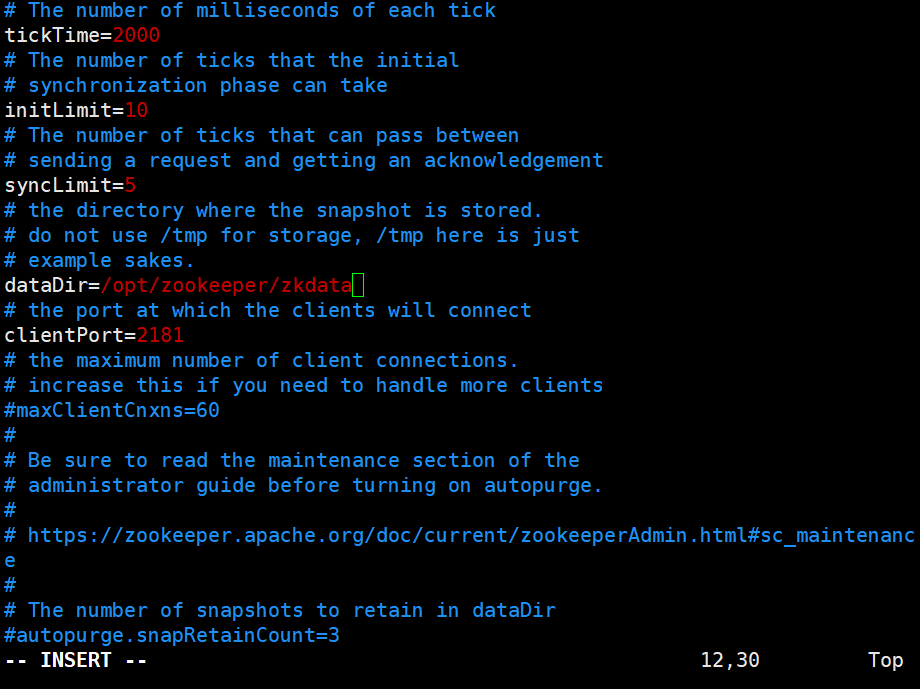 # The number of milliseconds of each tick
tickTime=2000
# The number of ticks that the initial
# synchronization phase can take
initLimit=10
# The number of ticks that can pass between
# sending a request and getting an acknowledgement
syncLimit=5
# the directory where the snapshot is stored.
# do not use /tmp for storage, /tmp here is just
# example sakes.
dataDir=/opt/zookeeper/zkdata
# the port at which the clients will connect
clientPort=2181
# the maximum number of client connections.
# increase this if you need to handle more clients
#maxClientCnxns=60
#
# Be sure to read the maintenance section of the
# administrator guide before turning on autopurge.
#
# https://zookeeper.apache.org/doc/current/zookeeperAdmin.html#sc_maintenanc
e
#
# The number of snapshots to retain in dataDir
#autopurge.snapRetainCount=3
-- INSERT -- 12,30 Top